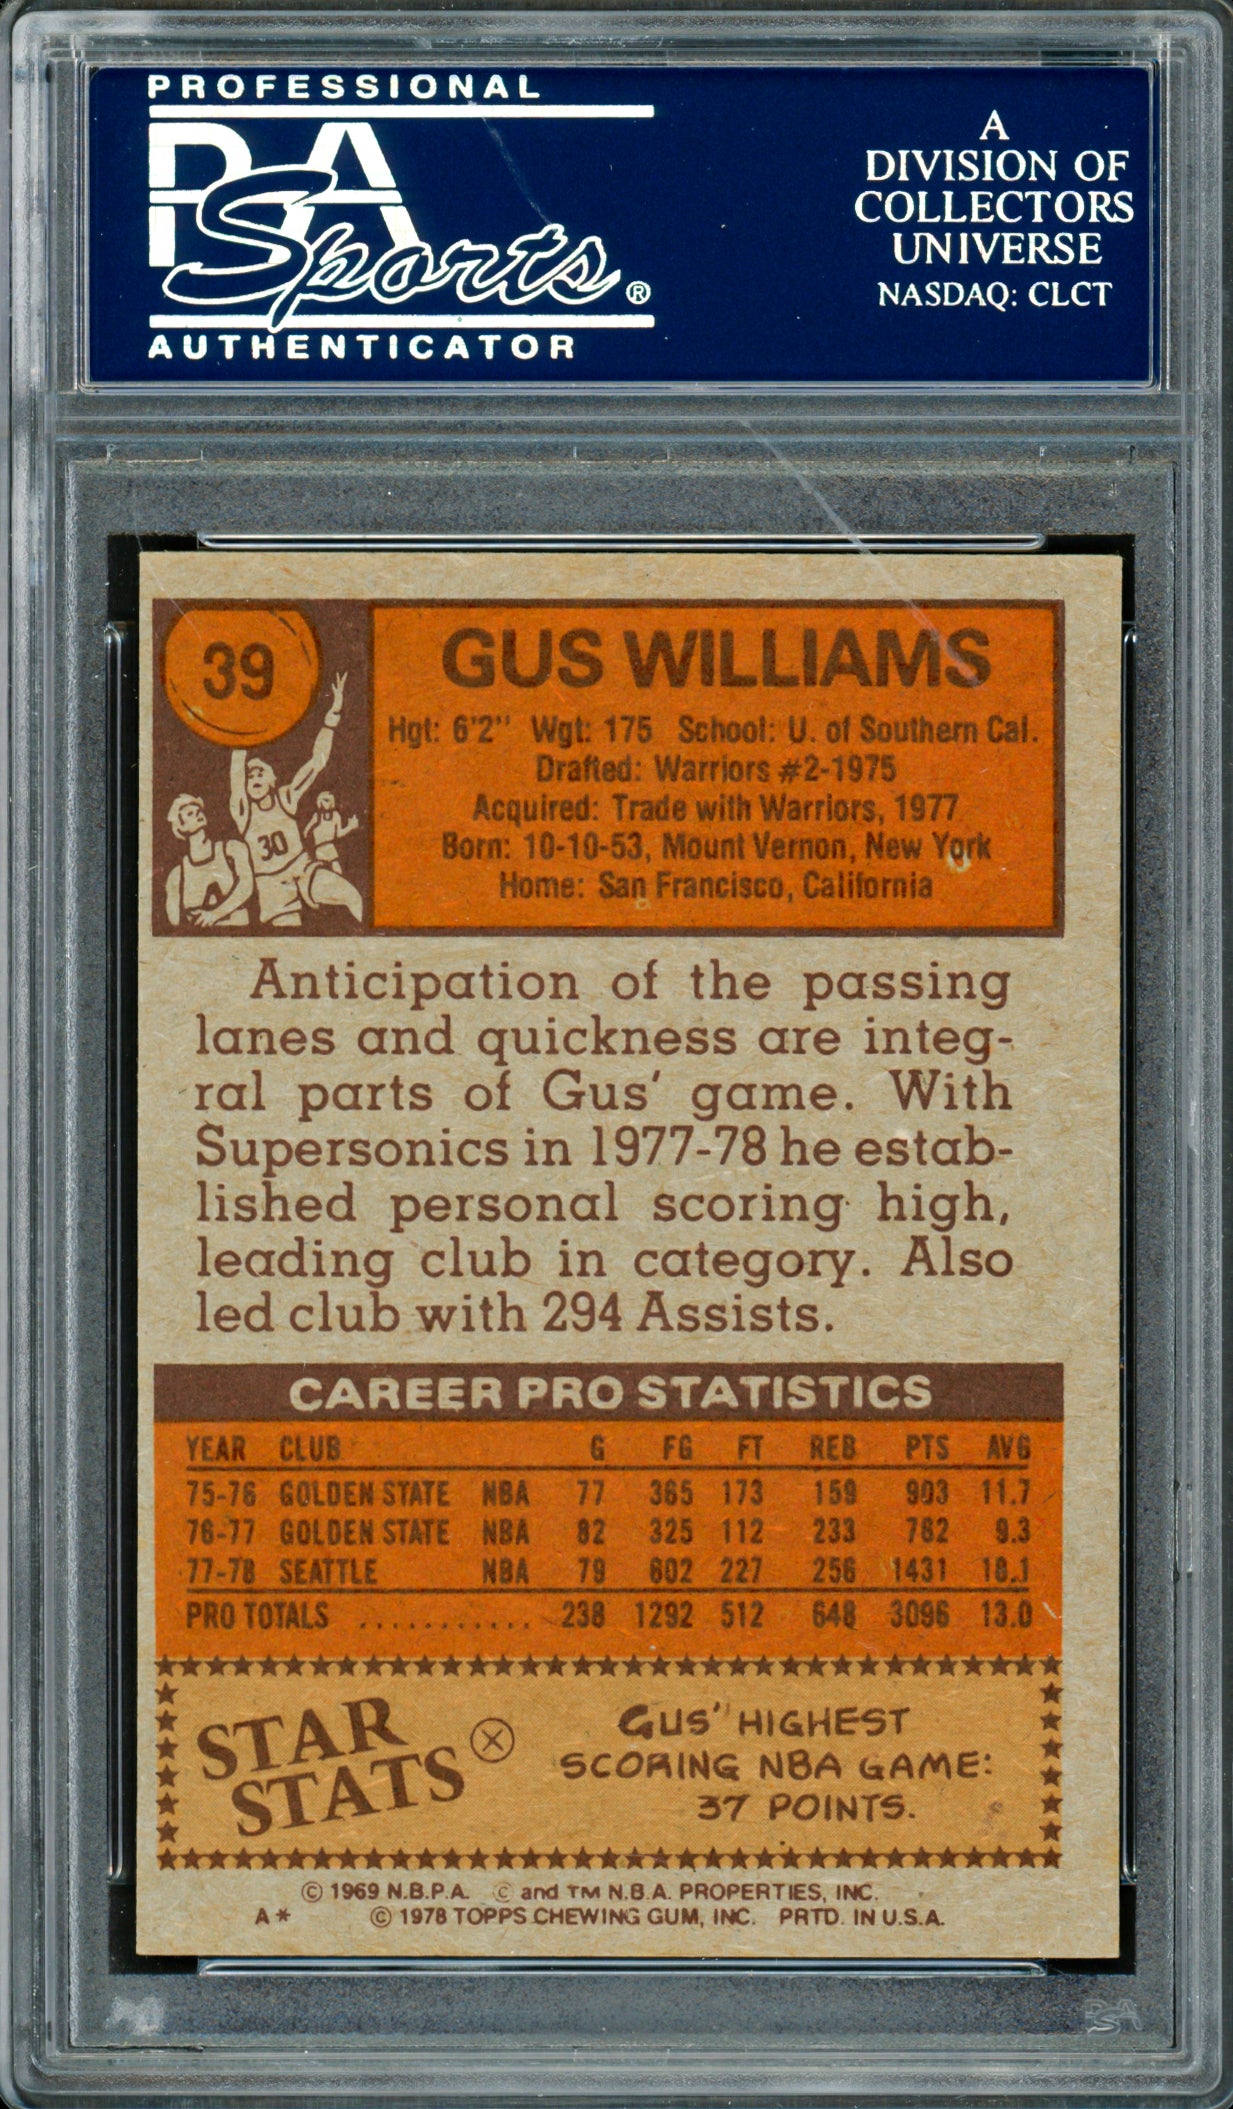 PROFESSIONAL
PSA
Sports®
AUTHENTICATOR
A
DIVISION OF
COLLECTORS
UNIVERSE
NASDAQ: CLCT
39
30
GUS WILLIAMS
Hgt: 6'2" Wgt: 175 School: U. of Southern Cal.
Drafted: Warriors #2-1975
Acquired: Trade with Warriors, 1977
Born: 10-10-53, Mount Vernon, New York
Home: San Francisco, California
Anticipation of the passing
lanes and quickness are integ-
ral parts of Gus' game. With
Supersonics in 1977-78 he estab-
lished personal scoring high,
leading club in category. Also
led club with 294 Assists.
CAREER PRO STATISTICS
YEAR CLUB G FG FT REB PTS AVG
75-76 GOLDEN STATE NBA 77 365 173 159 903 11.7
76-77 GOLDEN STATE NBA 82 325 112 233 762 9.3
77-78 SEATTLE NBA 79 602 227 256 1431 18.1
PRO TOTALS ........... 238 1292 512 648 3096 13.0
STAR
STATS
GUS' HIGHEST
SCORING NBA GAME:
37 POINTS.
© 1969 N.B.P.A. © and TM N.B.A. PROPERTIES, INC.
A* © 1978 TOPPS CHEWING GUM, INC. PRTD. IN U.S.A.
PSA